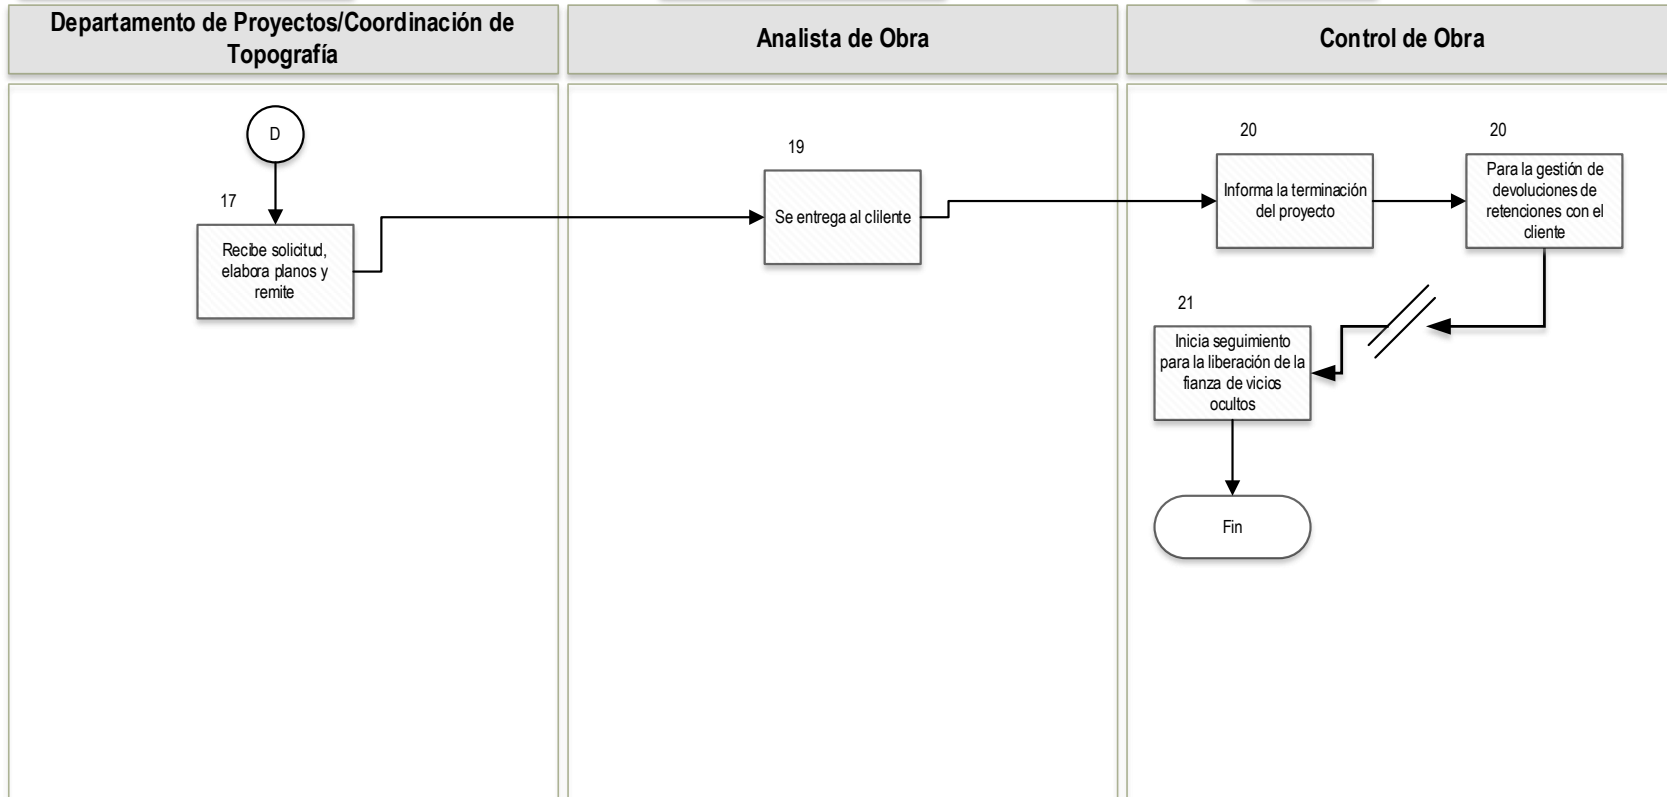 Departamento de Proyectos/Coordinación de
Topografía
Analista de Obra
Control de Obra
D
17
Recibe solicitud,
elabora planos y
remite
19
Se entrega al clilente
20
Informa la terminación
del proyecto
20
Para la gestión de
devoluciones de
retenciones con el
cliente
21
Inicia seguimiento
para la liberación de la
fianza de vicios
ocultos
Fin